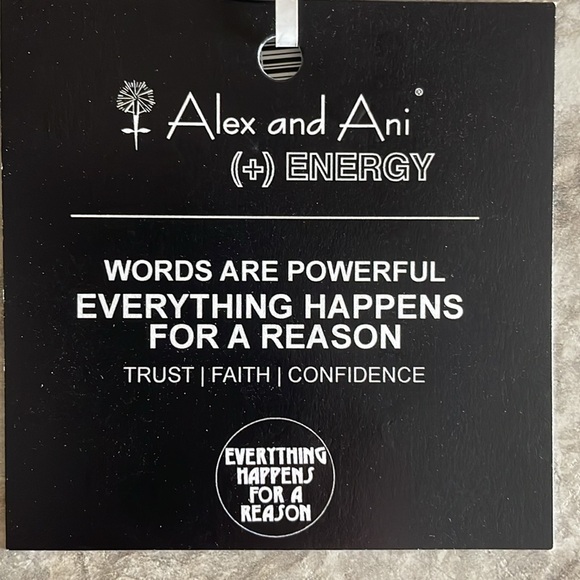 Alex and Ani®
(+) ENERGY
WORDS ARE POWERFUL
EVERYTHING HAPPENS
FOR A REASON
TRUST | FAITH | CONFIDENCE
EVERYTHING
HAPPENS
FOR A
REASON